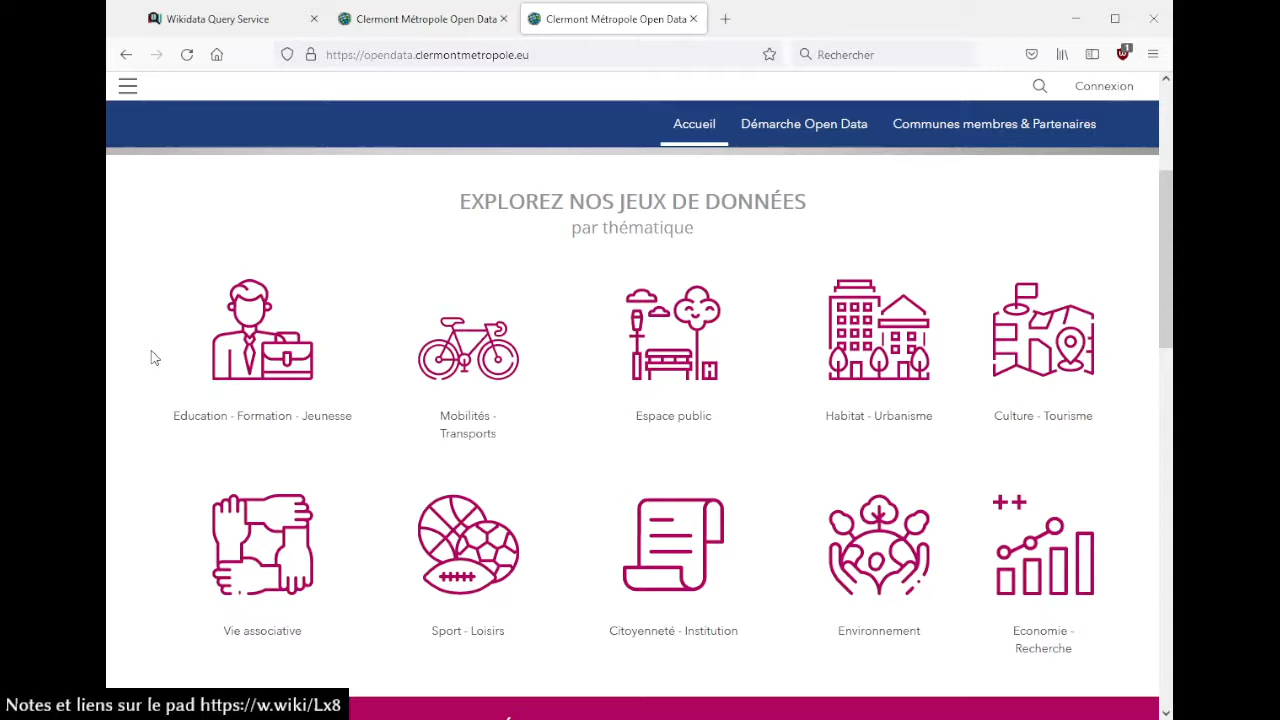 Wikidata Query Service
Clermont Métropole Open Data
Clermont Métropole Open Data
https://opendata.clermontmetropole.eu
Rechercher
1
Connexion
Accueil
Démarche Open Data
Communes membres & Partenaires
EXPLOREZ NOS JEUX DE DONNÉES
par thématique
Education - Formation - Jeunesse
Mobilités -
Transports
Espace public
Habitat - Urbanisme
Culture - Tourisme
Vie associative
Sport - Loisirs
Citoyenneté - Institution
Environnement
Economie -
Recherche
Notes et liens sur le pad https://w.wiki/Lx8